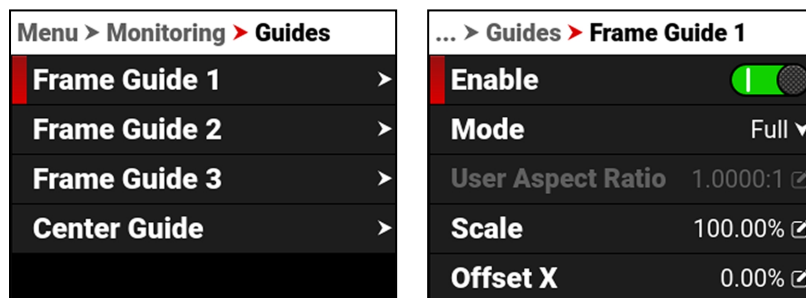 Menu > Monitoring > Guides
Frame Guide 1
Frame Guide 2
Frame Guide 3
Center Guide
... > Guides > Frame Guide 1
Enable
Mode Full
User Aspect Ratio 1.0000:1
Scale 100.00%
Offset X 0.00%